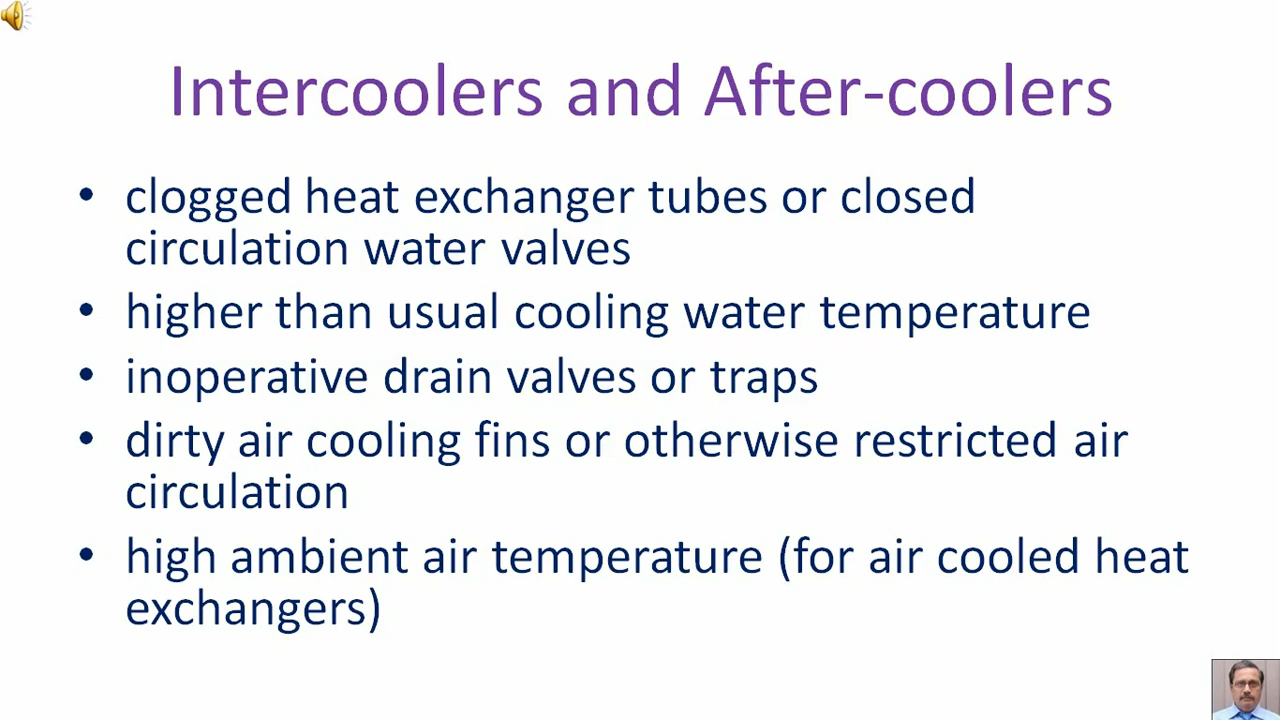 Intercoolers and After-coolers
• clogged heat exchanger tubes or closed
circulation water valves
• higher than usual cooling water temperature
• inoperative drain valves or traps
• dirty air cooling fins or otherwise restricted air
circulation
• high ambient air temperature (for air cooled heat
exchangers)